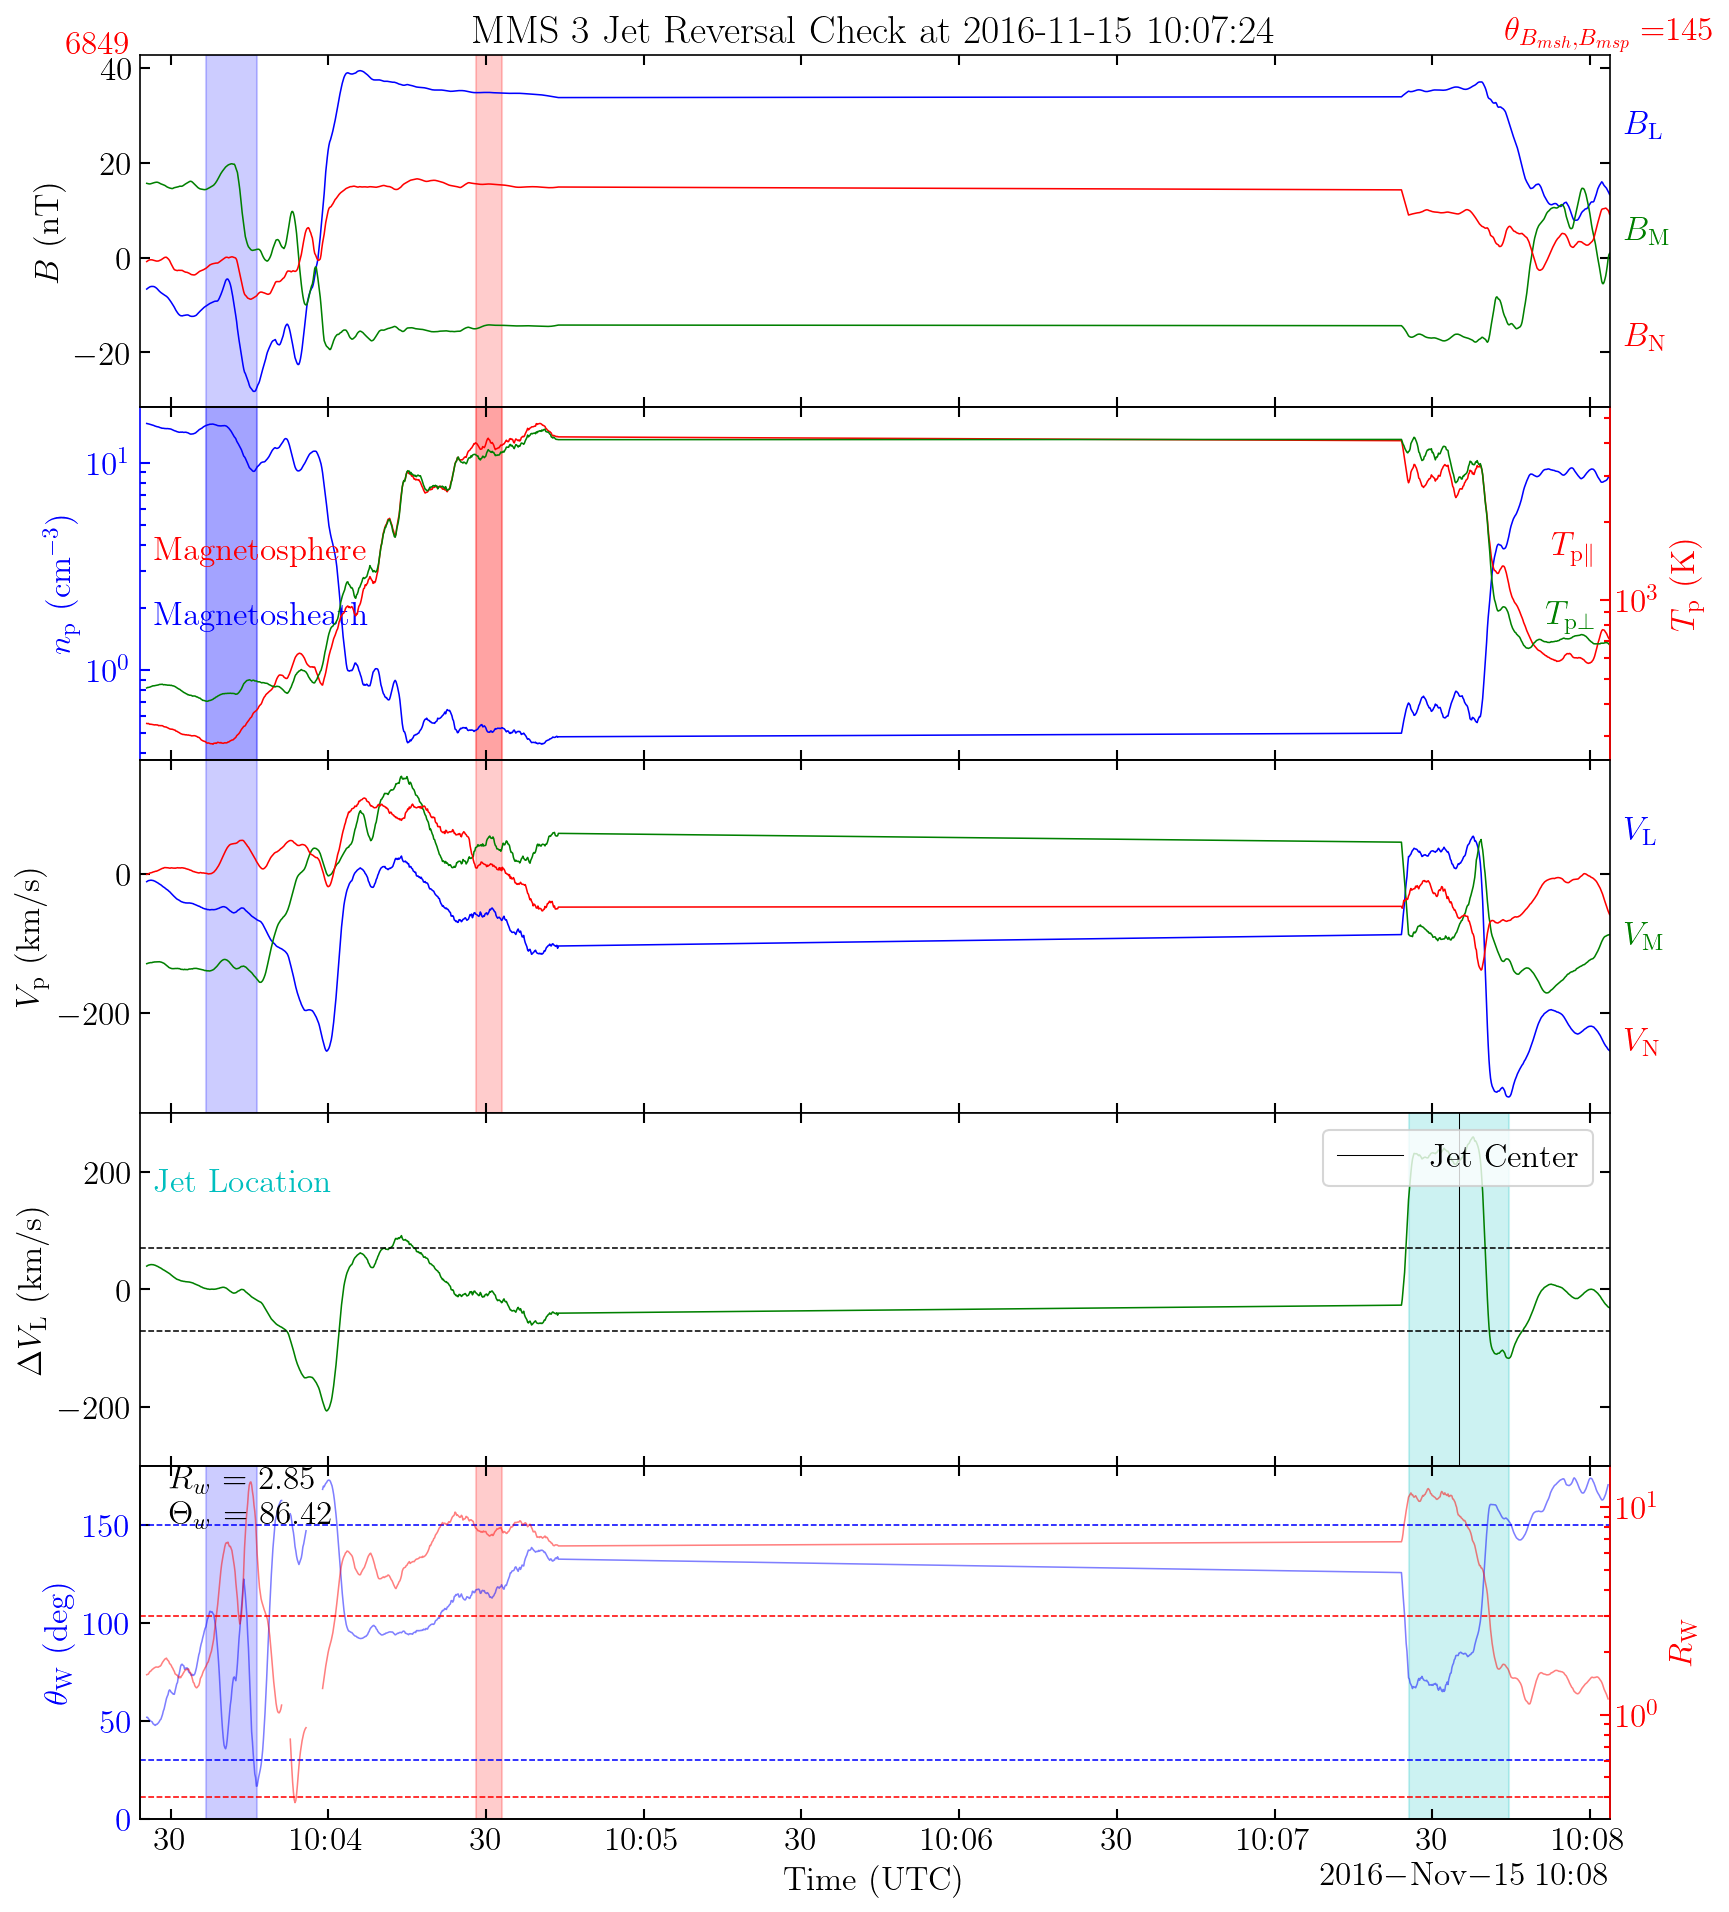 MMS 3 Jet Reversal Check at 2016-11-15 10:07:24
6849
θ_{B_{msh},B_{msp}} =145
40
20
0
−20
B (nT)
B_L
B_M
B_N
10^1
10^0
n_p (cm^{−3})
Magnetosphere
Magnetosheath
T_{p∥}
T_{p⊥}
10^3
T_p (K)
0
−200
V_p (km/s)
V_L
V_M
V_N
200
0
−200
ΔV_L (km/s)
Jet Location
Jet Center
R_w = 2.85
Θ_w = 86.42
150
100
50
0
θ_W (deg)
10^1
10^0
R_W
30 10:04 30 10:05 30 10:06 30 10:07 30 10:08
Time (UTC)
2016−Nov−15 10:08